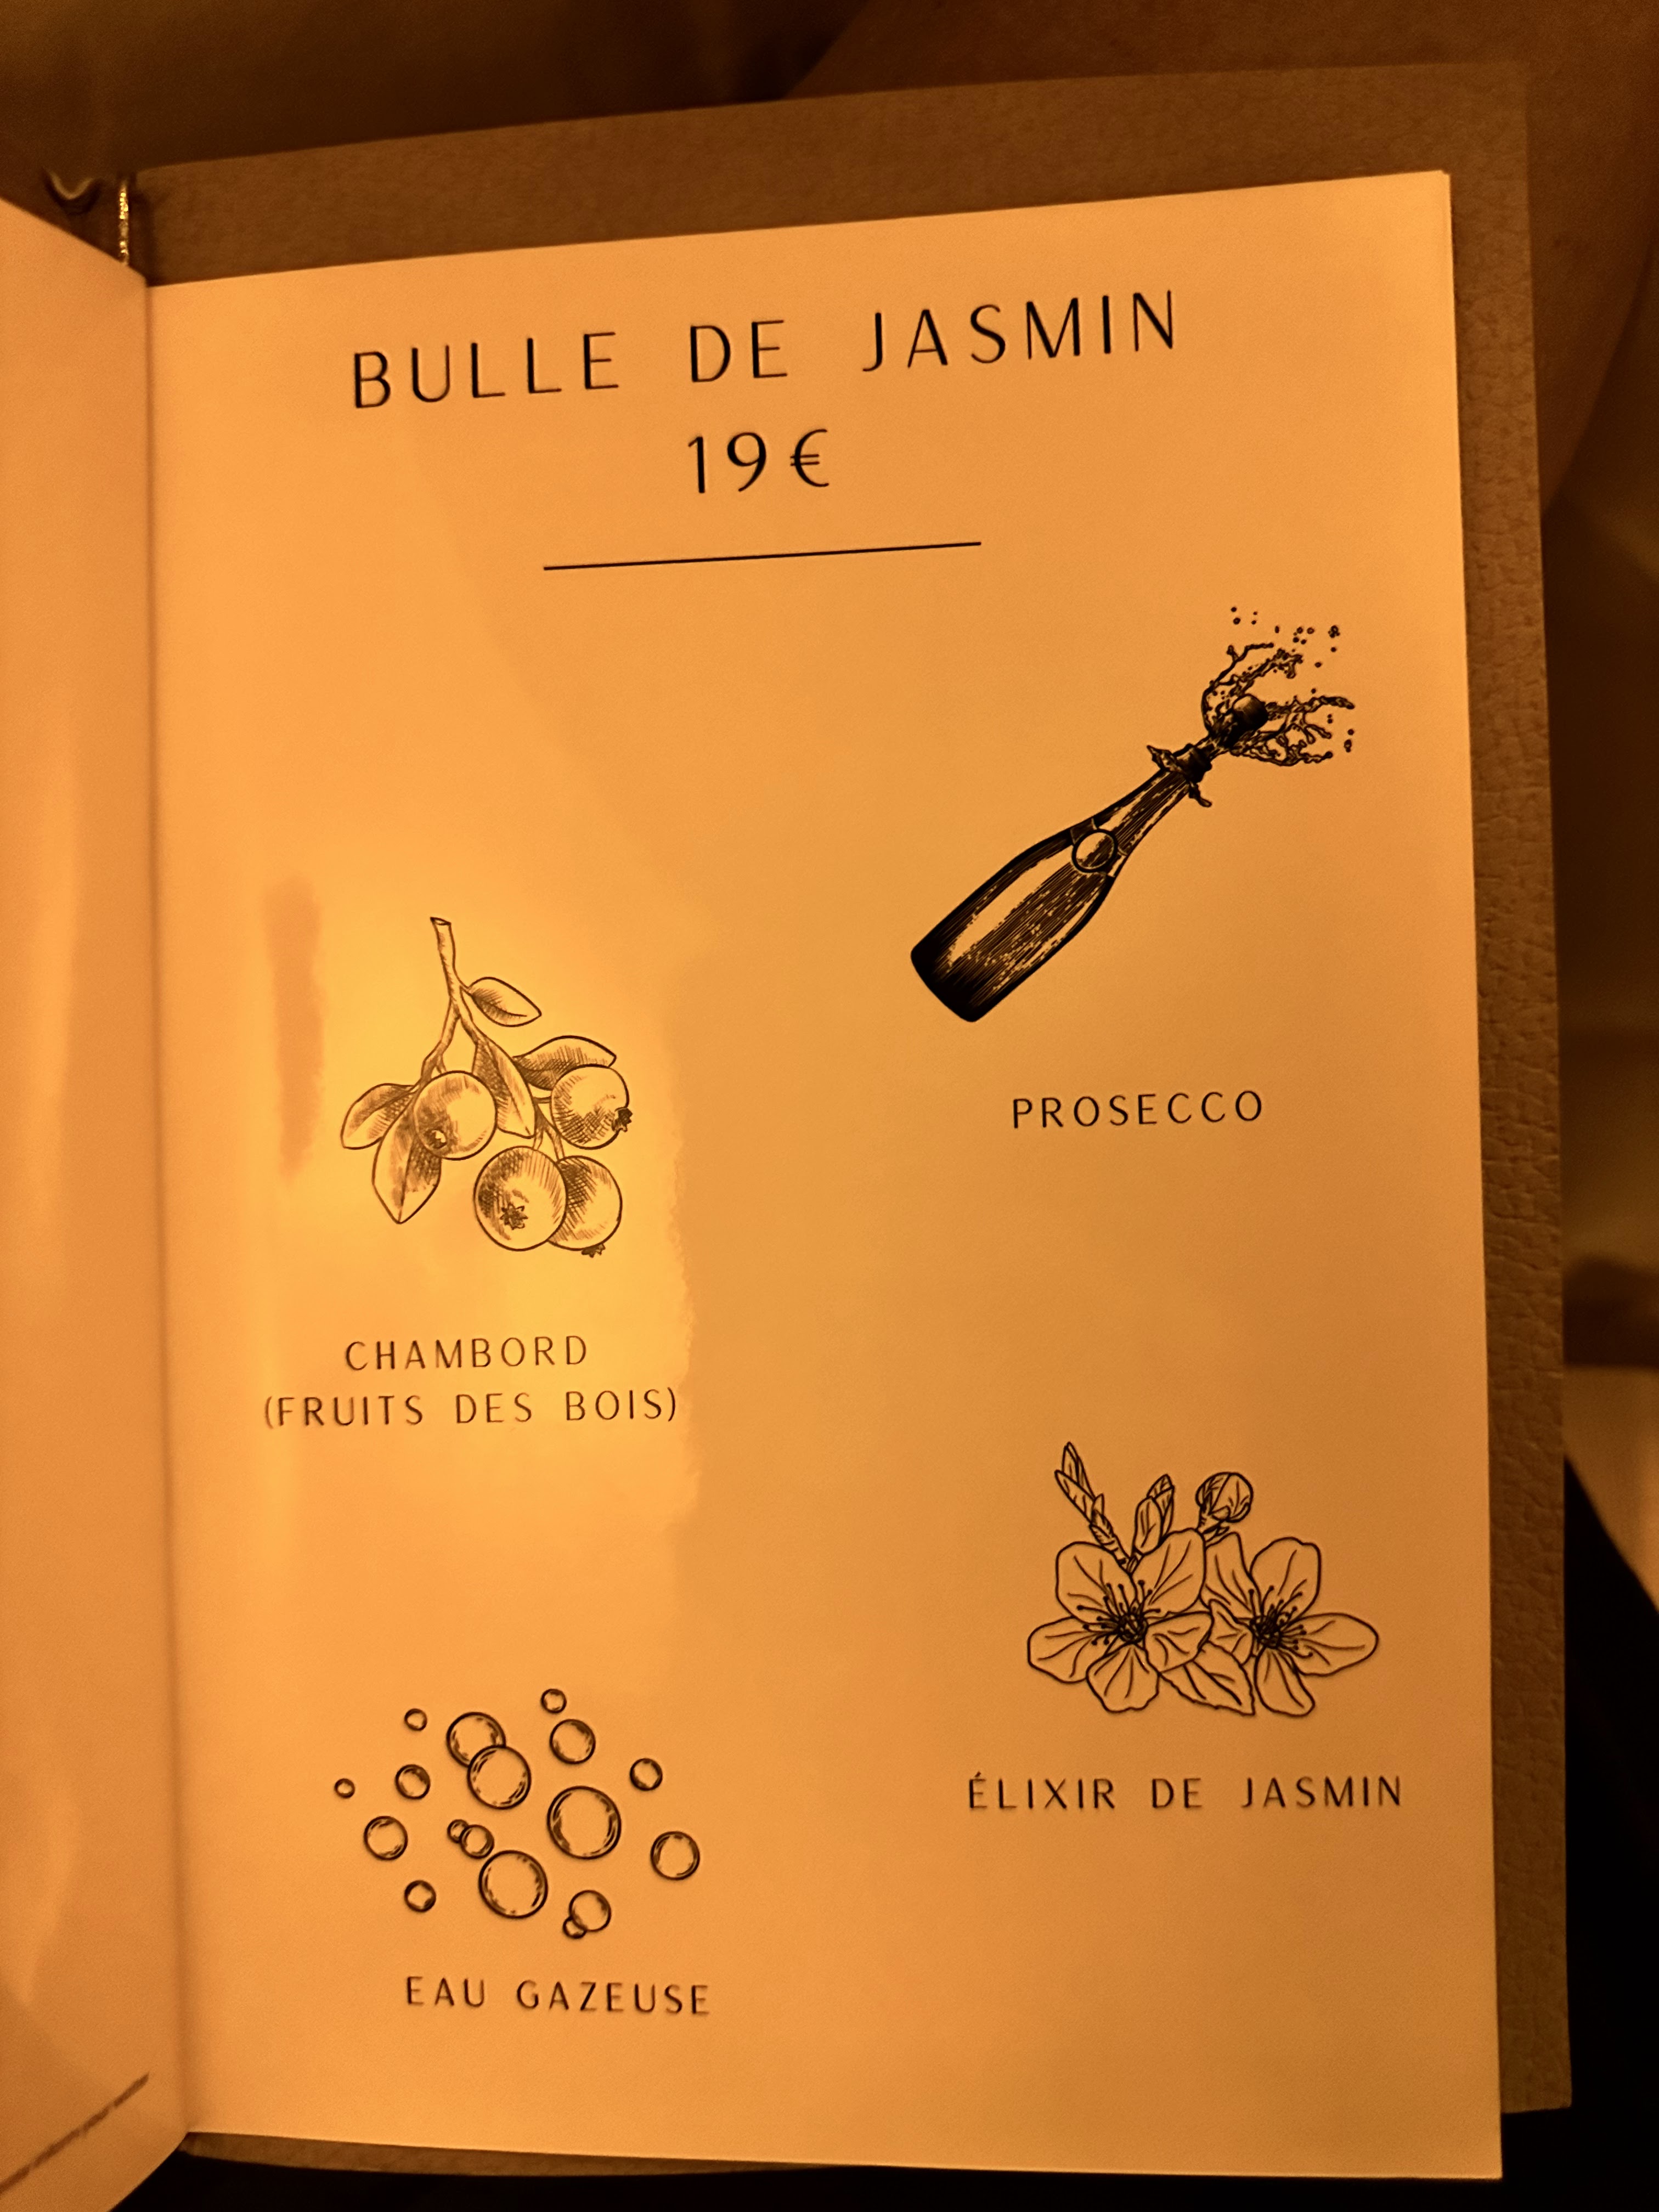 BULLE DE JASMIN
19€
PROSECCO
CHAMBORD
(FRUITS DES BOIS)
ÉLIXIR DE JASMIN
EAU GAZEUSE